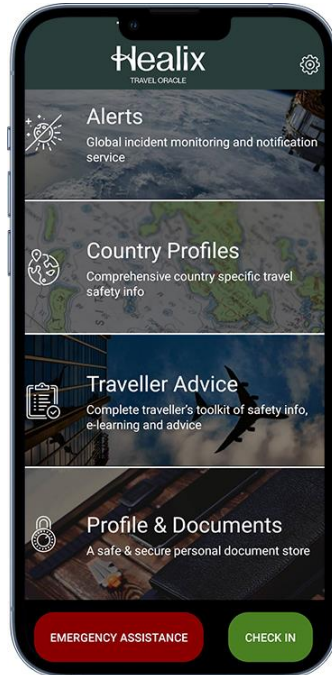 Healix
TRAVEL ORACLE
Alerts
Global incident monitoring and notification
service
Country Profiles
Comprehensive country specific travel
safety info
Traveller Advice
Complete traveller's toolkit of safety info,
e-learning and advice
Profile & Documents
A safe & secure personal document store
EMERGENCY ASSISTANCE
CHECK IN